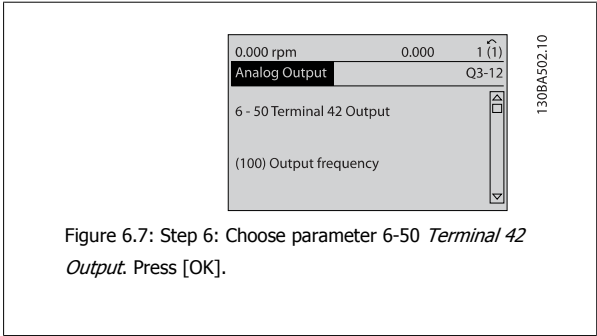 0.000 rpm 0.000 1 (1)
Analog Output Q3-12
6 - 50 Terminal 42 Output
(100) Output frequency
130BA502.10
Figure 6.7: Step 6: Choose parameter 6-50 Terminal 42
Output. Press [OK].